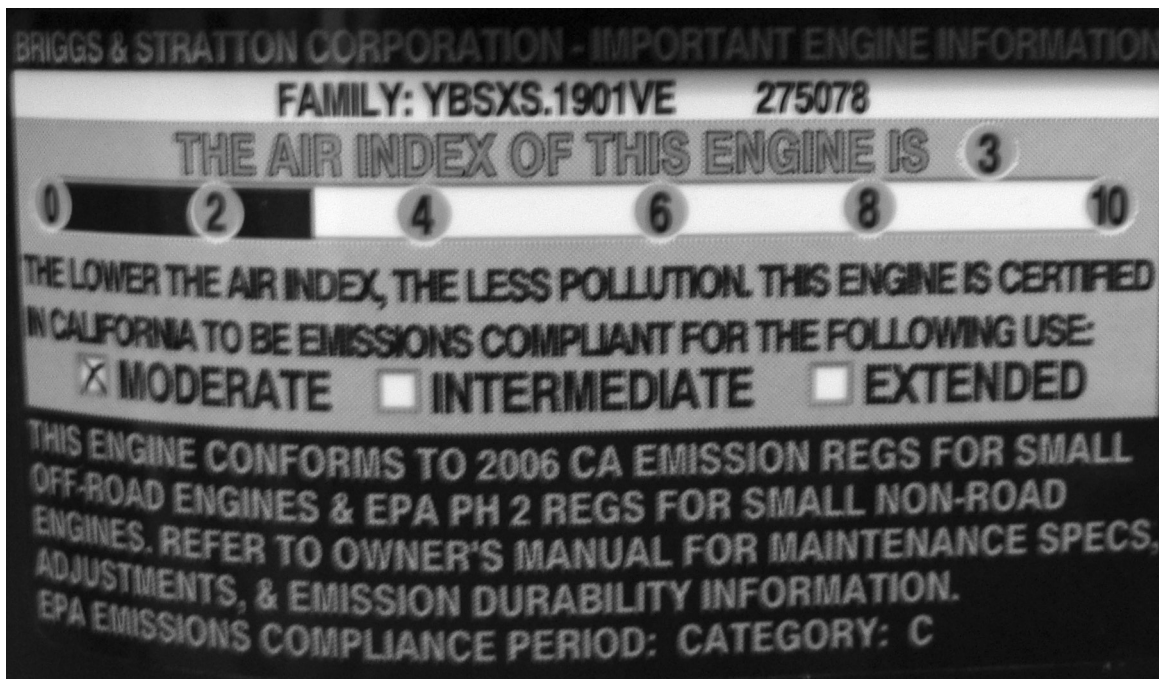 BRIGGS & STRATTON CORPORATION - IMPORTANT ENGINE INFORMATION
FAMILY: YBSXS.1901VE 275078
THE AIR INDEX OF THIS ENGINE IS 3
0 2 4 6 8 10
THE LOWER THE AIR INDEX, THE LESS POLLUTION. THIS ENGINE IS CERTIFIED
IN CALIFORNIA TO BE EMISSIONS COMPLIANT FOR THE FOLLOWING USE:
X MODERATE INTERMEDIATE EXTENDED
THIS ENGINE CONFORMS TO 2006 CA EMISSION REGS FOR SMALL
OFF-ROAD ENGINES & EPA PH 2 REGS FOR SMALL NON-ROAD
ENGINES. REFER TO OWNER'S MANUAL FOR MAINTENANCE SPECS,
ADJUSTMENTS, & EMISSION DURABILITY INFORMATION.
EPA EMISSIONS COMPLIANCE PERIOD: CATEGORY: C